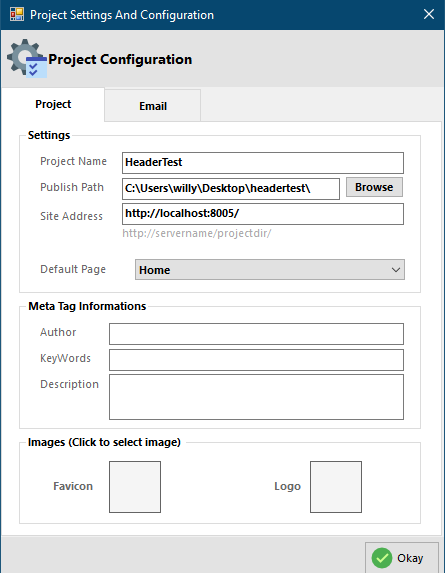 Project Settings And Configuration
Project Configuration
Project Email
Settings
Project Name HeaderTest
Publish Path C:\Users\willy\Desktop\headertest\ Browse
Site Address http://localhost:8005/
http://servername/projectdir/
Default Page Home
Meta Tag Informations
Author
KeyWords
Description
Images (Click to select image)
Favicon Logo
Okay